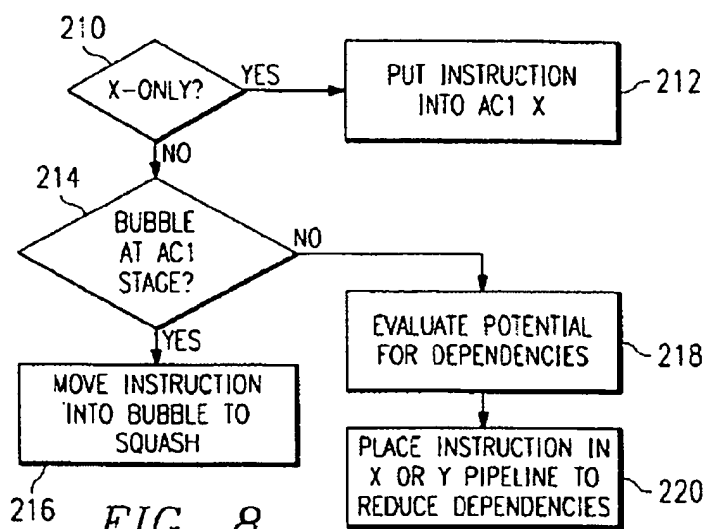 210
X-ONLY?
YES
PUT INSTRUCTION
INTO AC1 X
212
NO
214
BUBBLE
AT AC1
STAGE?
NO
YES
EVALUATE POTENTIAL
FOR DEPENDENCIES
218
MOVE INSTRUCTION
INTO BUBBLE TO
SQUASH
216
PLACE INSTRUCTION IN
X OR Y PIPELINE TO
REDUCE DEPENDENCIES
220
FIG. 8